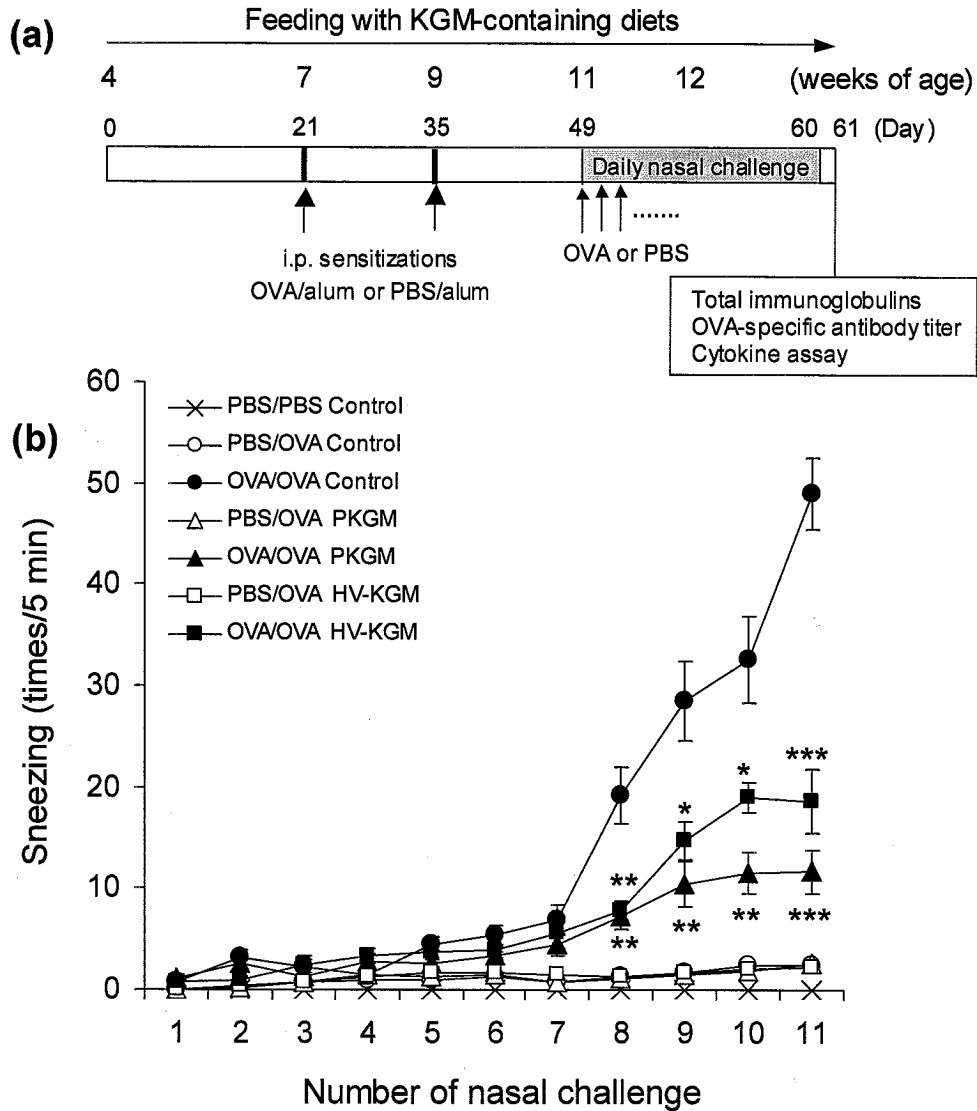 (a)
Feeding with KGM-containing diets
4 7 9 11 12 (weeks of age)
0 21 35 49 60 61 (Day)
Daily nasal challenge
i.p. sensitizations
OVA/alum or PBS/alum
.......
OVA or PBS
Total immunoglobulins
OVA-specific antibody titer
Cytokine assay
(b)
PBS/PBS Control
PBS/OVA Control
OVA/OVA Control
PBS/OVA PKGM
OVA/OVA PKGM
PBS/OVA HV-KGM
OVA/OVA HV-KGM
Sneezing (times/5 min)
60
50
40
30
20
10
0
* * ***
**
** ** ** ***
1 2 3 4 5 6 7 8 9 10 11
Number of nasal challenge